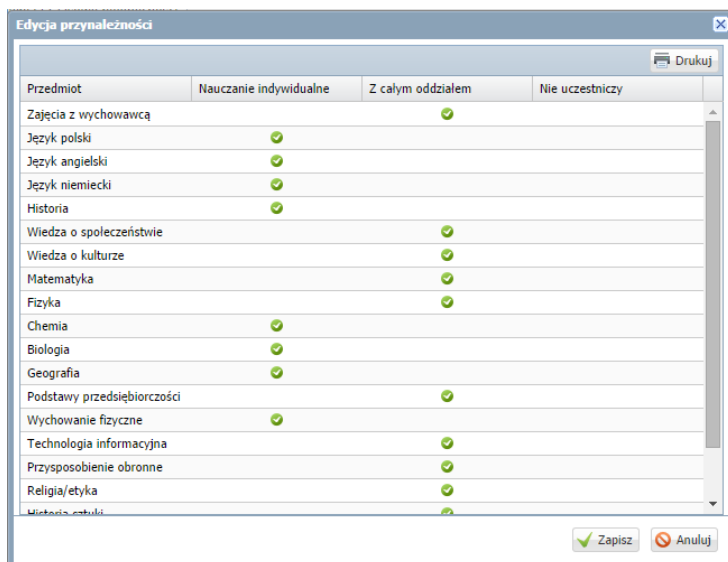 Edycja przynależności
Drukuj
Przedmiot Nauczanie indywidualne Z całym oddziałem Nie uczestniczy
Zajęcia z wychowawcą
Język polski
Język angielski
Język niemiecki
Historia
Wiedza o społeczeństwie
Wiedza o kulturze
Matematyka
Fizyka
Chemia
Biologia
Geografia
Podstawy przedsiębiorczości
Wychowanie fizyczne
Technologia informacyjna
Przysposobienie obronne
Religia/etyka
Historia sztuki
Zapisz Anuluj